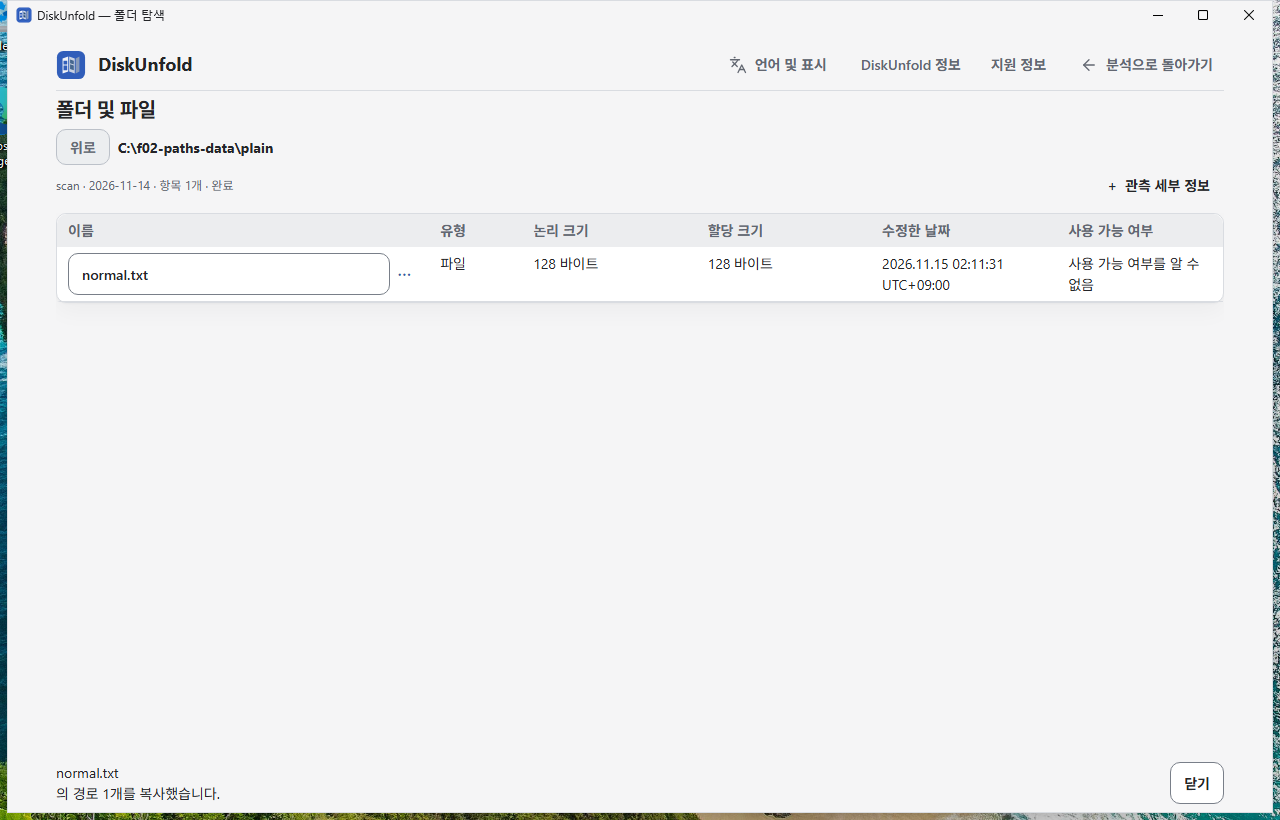 DiskUnfold — 폴더 탐색
DiskUnfold
언어 및 표시
DiskUnfold 정보
지원 정보
← 분석으로 돌아가기
폴더 및 파일
위로
C:\f02-paths-data\plain
scan · 2026-11-14 · 항목 1개 · 완료
+ 관측 세부 정보
이름 유형 논리 크기 할당 크기 수정한 날짜 사용 가능 여부
normal.txt ... 파일 128 바이트 128 바이트 2026.11.15 02:11:31 사용 가능 여부를 알 수
UTC+09:00 없음
normal.txt
의 경로 1개를 복사했습니다.
닫기